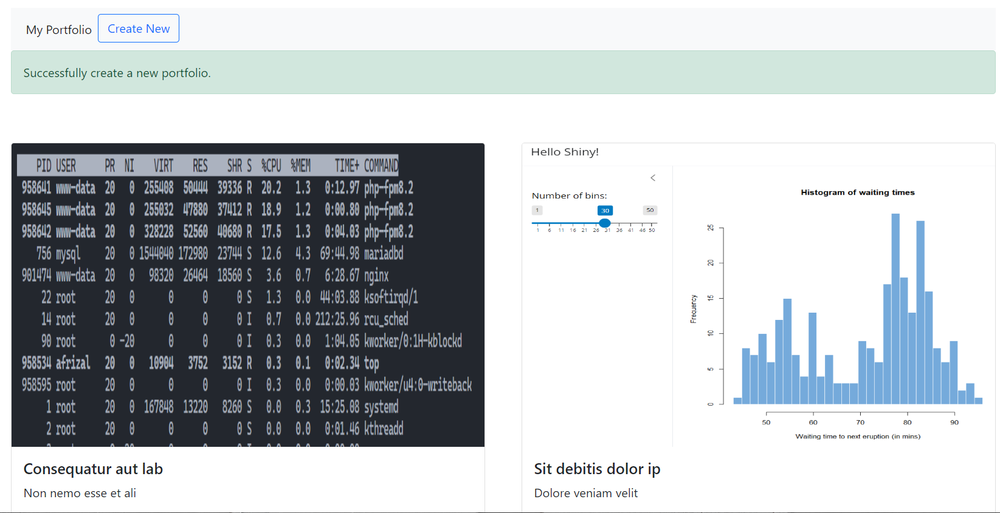 My Portfolio Create New
Successfully create a new portfolio.
PID USER PR NI VIRT RES SHR S %CPU %MEM TIME+ COMMAND
958641 www-data 20 0 255408 50444 39336 R 20.2 1.3 0:12.97 php-fpm8.2
958645 www-data 20 0 255032 47880 37412 R 18.9 1.2 0:00.80 php-fpm8.2
958642 www-data 20 0 328228 52560 40680 R 17.5 1.3 0:04.03 php-fpm8.2
756 mysql 20 0 1544040 172980 23744 S 12.6 4.3 69:44.98 mariadbd
901474 www-data 20 0 98320 26464 18560 S 3.6 0.7 6:28.67 nginx
22 root 20 0 0 0 0 S 1.3 0.0 44:03.88 ksoftirqd/1
14 root 20 0 0 0 0 I 0.7 0.0 212:25.96 rcu_sched
90 root 0 -20 0 0 0 I 0.3 0.0 1:04.05 kworker/0:1H-kblockd
958534 afrizal 20 0 10904 3752 3152 R 0.3 0.1 0:02.34 top
958595 root 20 0 0 0 0 I 0.3 0.0 0:00.03 kworker/u4:0-writeback
1 root 20 0 167848 13220 8260 S 0.0 0.3 15:25.08 systemd
2 root 20 0 0 0 0 S 0.0 0.0 0:01.46 kthreadd
Consequatur aut lab
Non nemo esse et ali
Hello Shiny!
<
Number of bins:
1 30 50
1 6 11 16 21 26 31 36 41 46 50
Histogram of waiting times
25
20
15
10
5
0
Frequency
50 60 70 80 90
Waiting time to next eruption (in mins)
Sit debitis dolor ip
Dolore veniam velit